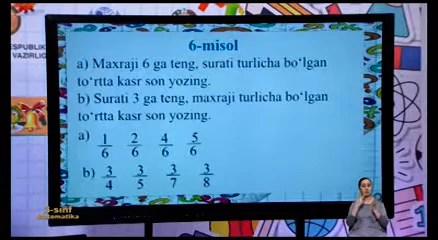 6-misol
a) Maxraji 6 ga teng, surati turlicha bo‘lgan
to‘rtta kasr son yozing.
b) Surati 3 ga teng, maxraji turlicha bo‘lgan
to‘rtta kasr son yozing.
a) 1/6 2/6 4/6 5/6
b) 3/4 3/5 3/7 3/8
-sinf
Matematika